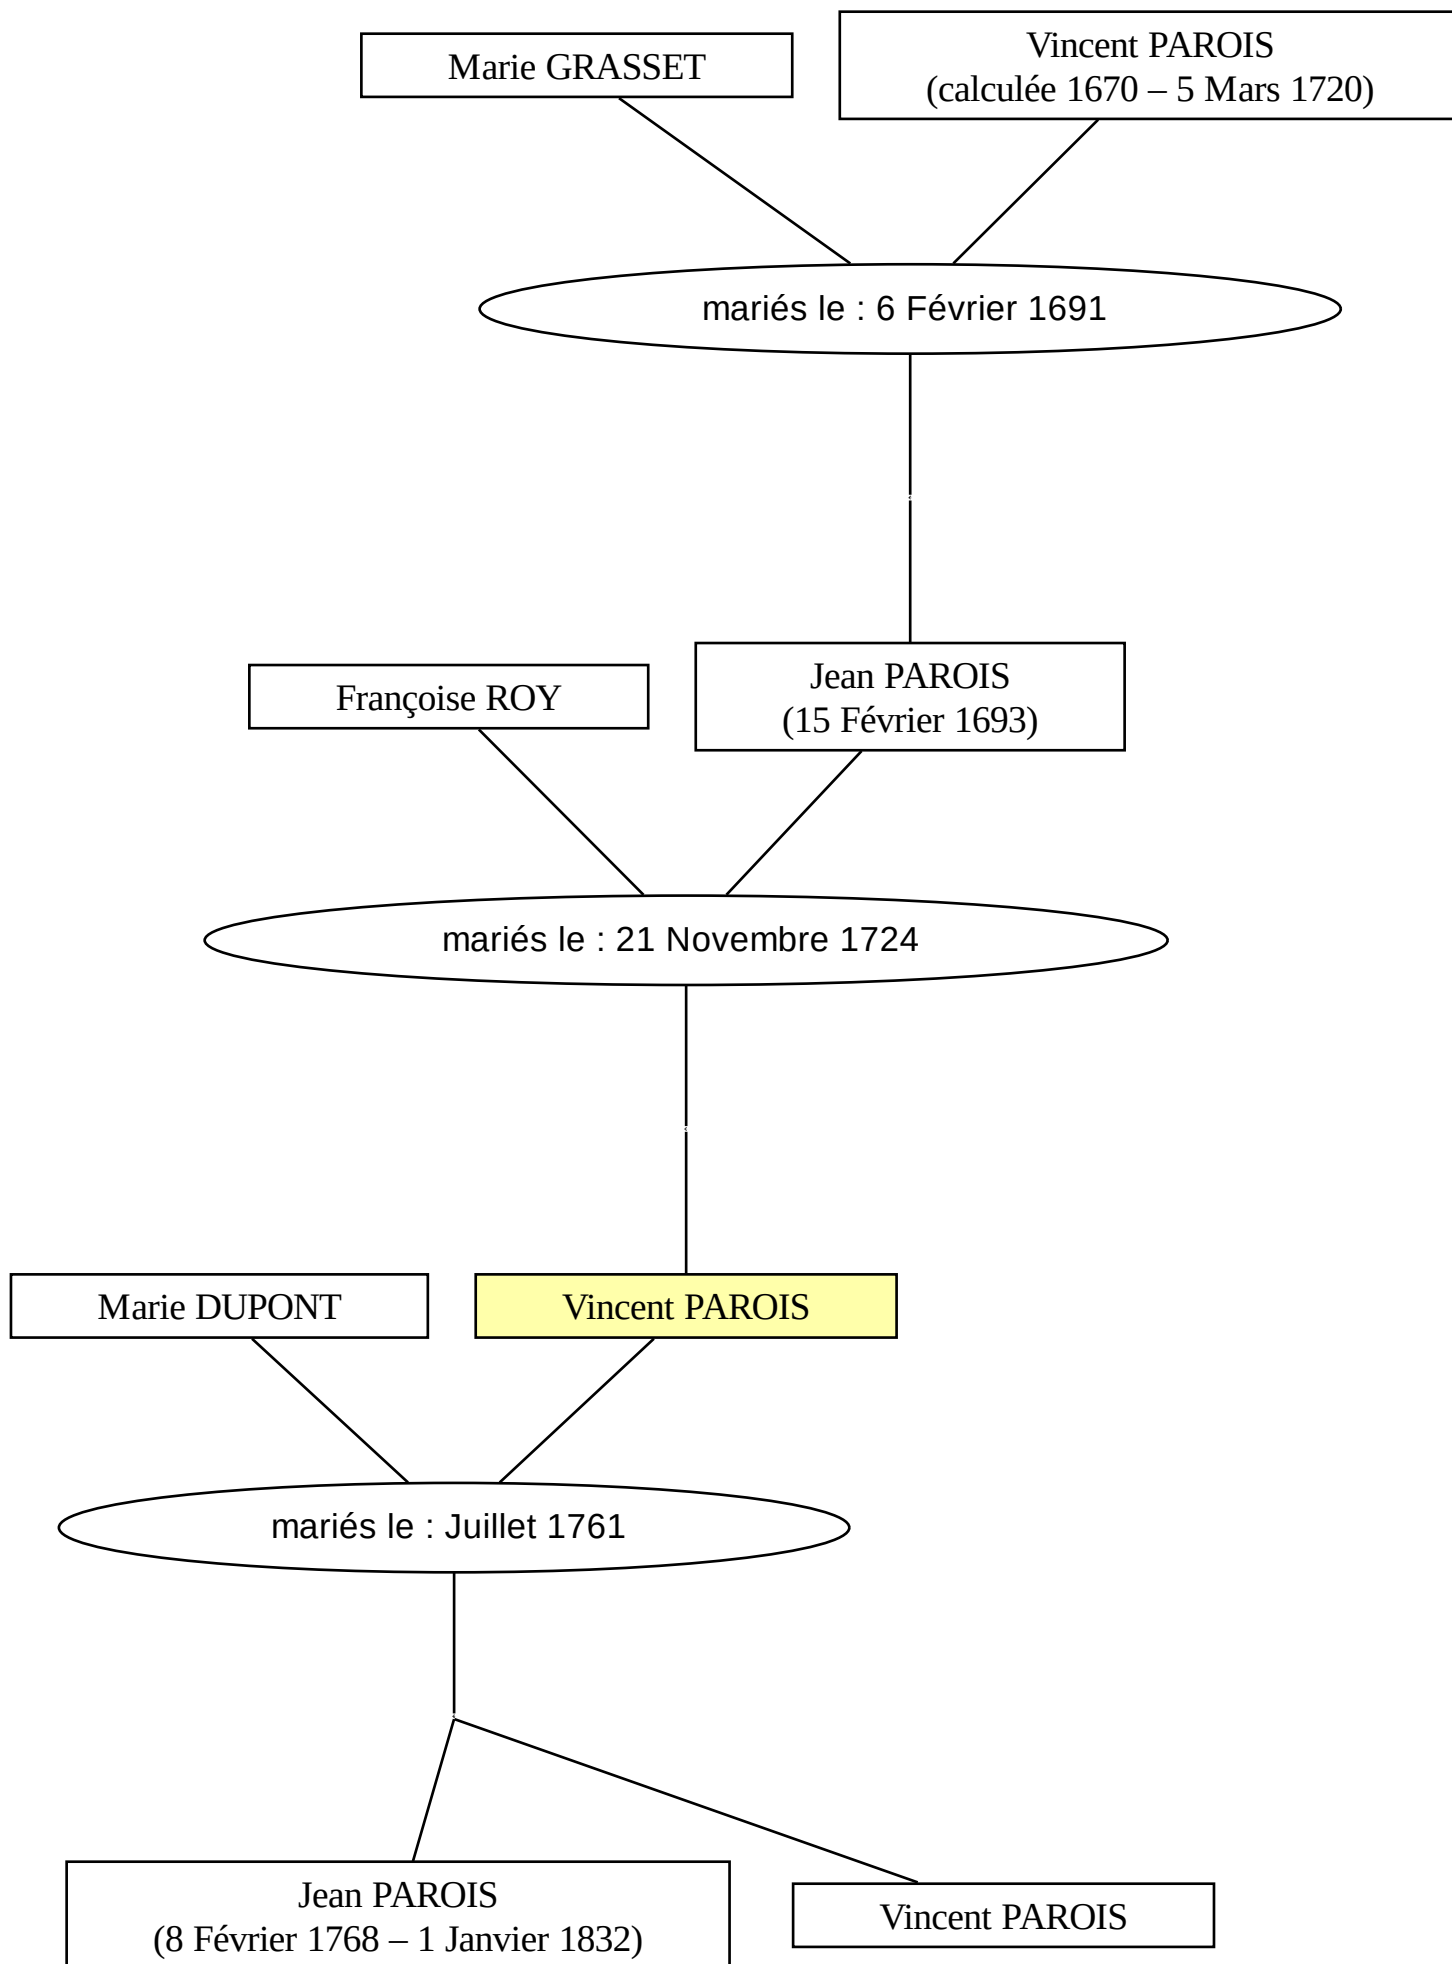 Marie GRASSET
Vincent PAROIS
(calculée 1670 – 5 Mars 1720)
mariés le : 6 Février 1691
Françoise ROY
Jean PAROIS
(15 Février 1693)
mariés le : 21 Novembre 1724
Marie DUPONT
Vincent PAROIS
mariés le : Juillet 1761
Jean PAROIS
(8 Février 1768 – 1 Janvier 1832)
Vincent PAROIS